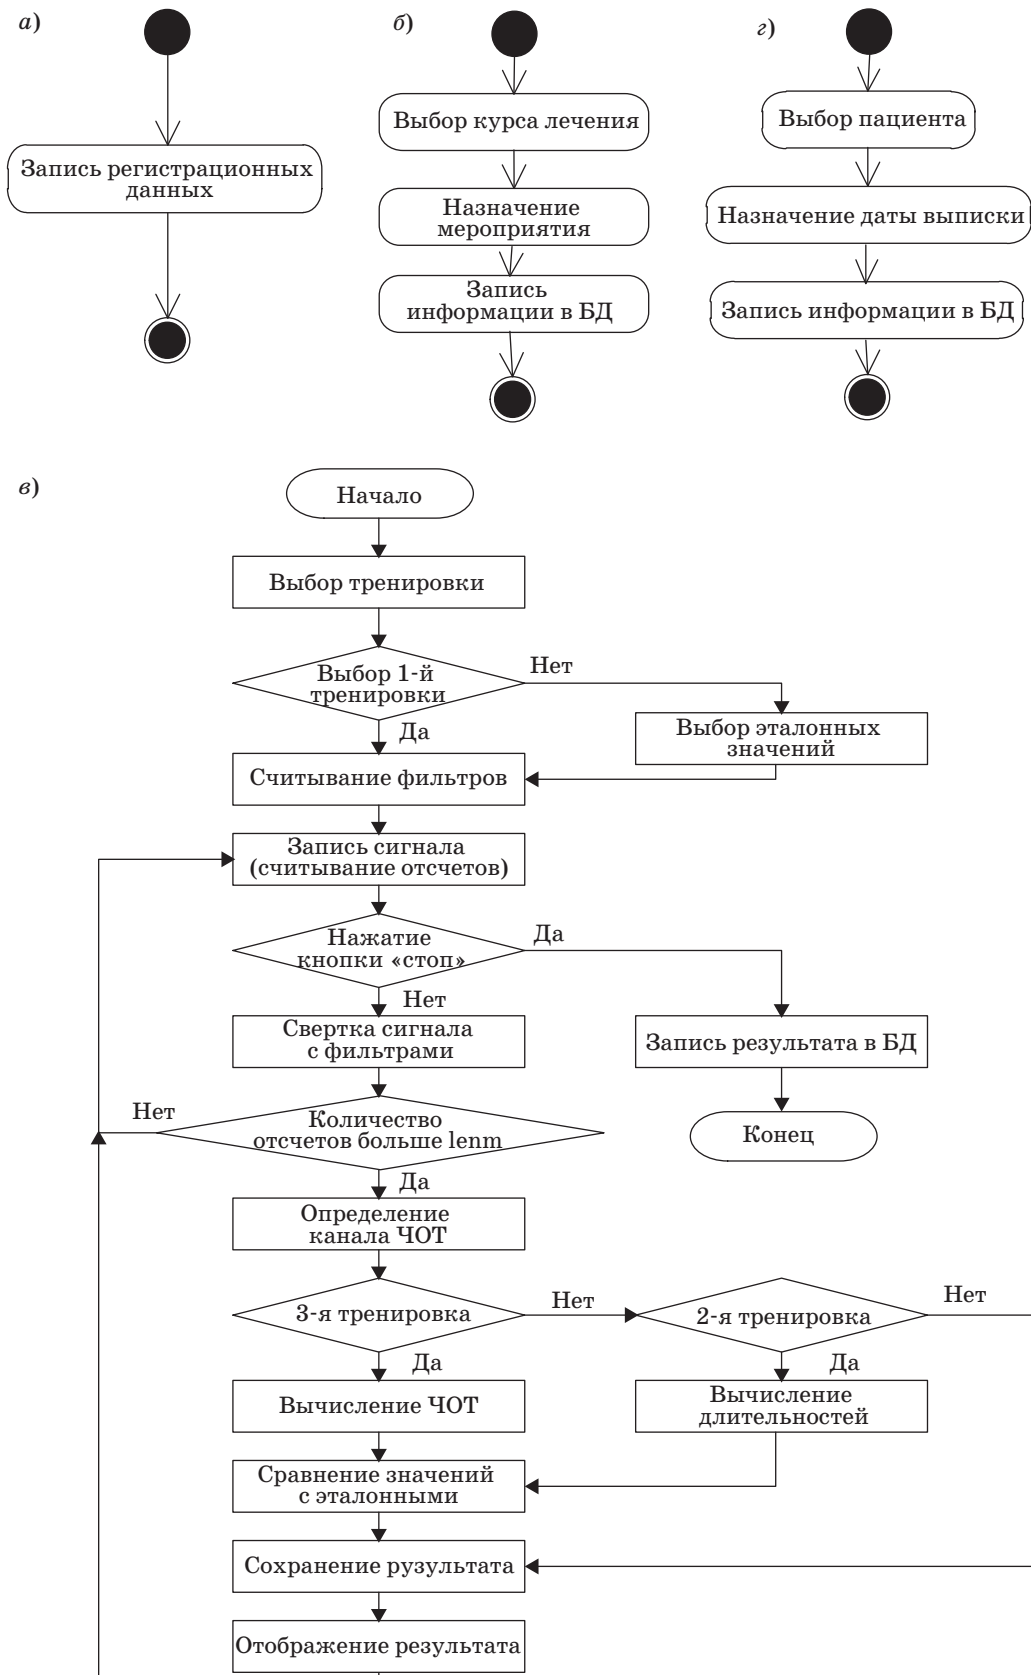 а)
Запись регистрационных
данных
б)
Выбор курса лечения
Назначение
мероприятия
Запись
информации в БД
г)
Выбор пациента
Назначение даты выписки
Запись информации в БД
в)
Начало
Выбор тренировки
Выбор 1-й
тренировки
Нет
Да
Выбор эталонных
значений
Считывание фильтров
Запись сигнала
(считывание отсчетов)
Нажатие
кнопки «стоп»
Да
Нет
Свертка сигнала
с фильтрами
Запись результата в БД
Нет
Количество
отсчетов больше lenm
Конец
Да
Определение
канала ЧОТ
3-я тренировка
Нет
2-я тренировка
Нет
Да
Да
Вычисление ЧОТ
Вычисление
длительностей
Сравнение значений
с эталонными
Сохранение рузультата
Отображение результата